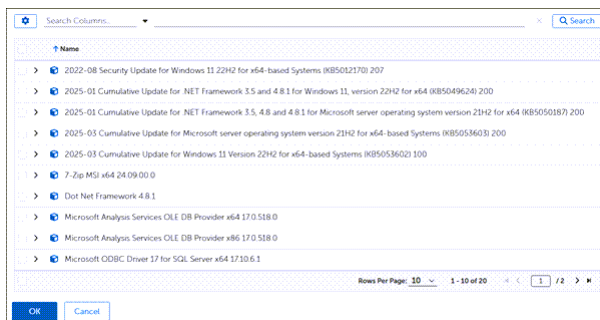 Search Columns..
Search
Name
2022-08 Security Update for Windows 11 22H2 for x64-based Systems (KB5012170) 207
2025-01 Cumulative Update for .NET Framework 3.5 and 4.8.1 for Windows 11, version 22H2 for x64 (KB5049624) 200
2025-01 Cumulative Update for .NET Framework 3.5, 4.8 and 4.8.1 for Microsoft server operating system version 21H2 for x64 (KB5050187) 200
2025-03 Cumulative Update for Microsoft server operating system version 21H2 for x64-based Systems (KB5053603) 200
2025-03 Cumulative Update for Windows 11 Version 22H2 for x64-based Systems (KB5053602) 100
7-Zip MSI x64 24.09.00.0
Dot Net Framework 4.8.1
Microsoft Analysis Services OLE DB Provider x64 17.0.518.0
Microsoft Analysis Services OLE DB Provider x86 17.0.518.0
Microsoft ODBC Driver 17 for SQL Server x64 17.10.6.1
Rows Per Page: 10 1 - 10 of 20 1 / 2
OK Cancel